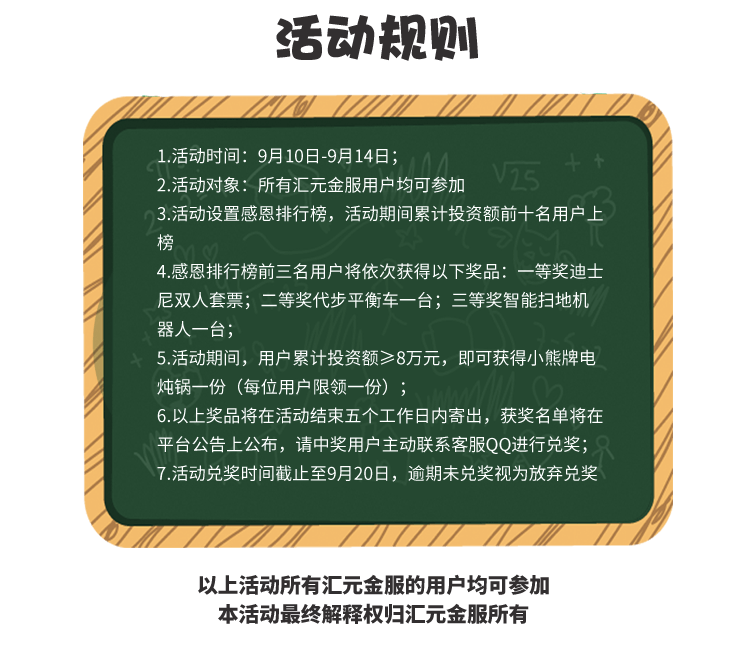 活动规则
1.活动时间：9月10日-9月14日；
2.活动对象：所有汇元金服用户均可参加
3.活动设置感恩排行榜，活动期间累计投资额前十名用户上
榜
4.感恩排行榜前三名用户将依次获得以下奖品：一等奖迪士
尼双人套票；二等奖代步平衡车一台；三等奖智能扫地机
器人一台；
5.活动期间，用户累计投资额≥8万元，即可获得小熊牌电
炖锅一份（每位用户限领一份）；
6.以上奖品将在活动结束五个工作日内寄出，获奖名单将在
平台公告上公布，请中奖用户主动联系客服QQ进行兑奖；
7.活动兑奖时间截止至9月20日，逾期未兑奖视为放弃兑奖
√25
以上活动所有汇元金服的用户均可参加
本活动最终解释权归汇元金服所有